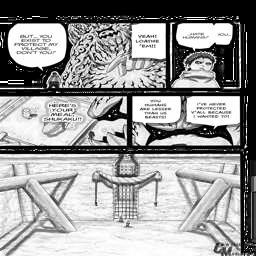 BUT... YOU
EXIST TO
PROTECT MY
VILLAGE,
DON'T YOU?
YEAH!
I LOATHE
'EM!!
YOU...
...HATE
HUMANS?
HERE'S
YOUR
MEAL,
SHUKAKU!!
YOU
HUMANS
ARE LESSER
THAN US
BEASTS!
I'VE NEVER
PROTECTED
Y'ALL BECAUSE
I WANTED TO!